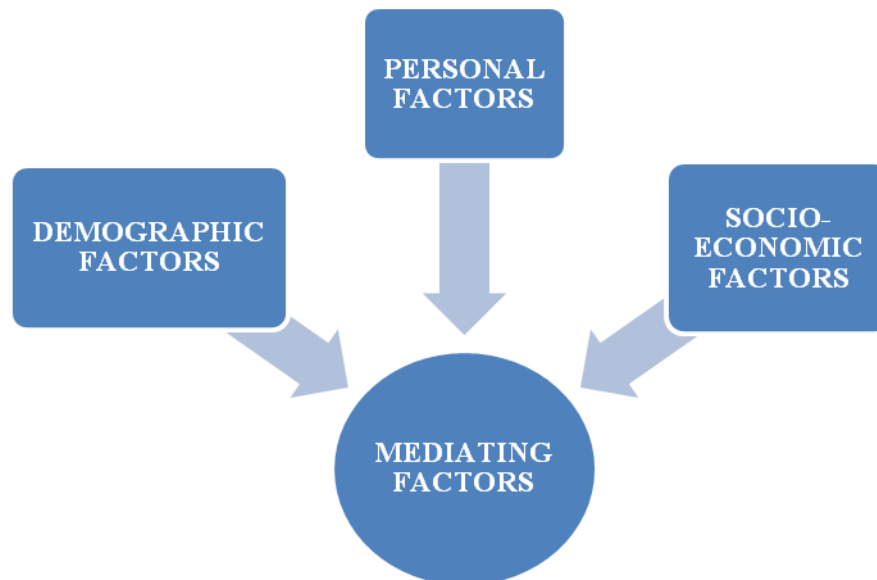 PERSONAL
FACTORS
DEMOGRAPHIC
FACTORS
SOCIO-
ECONOMIC
FACTORS
MEDIATING
FACTORS